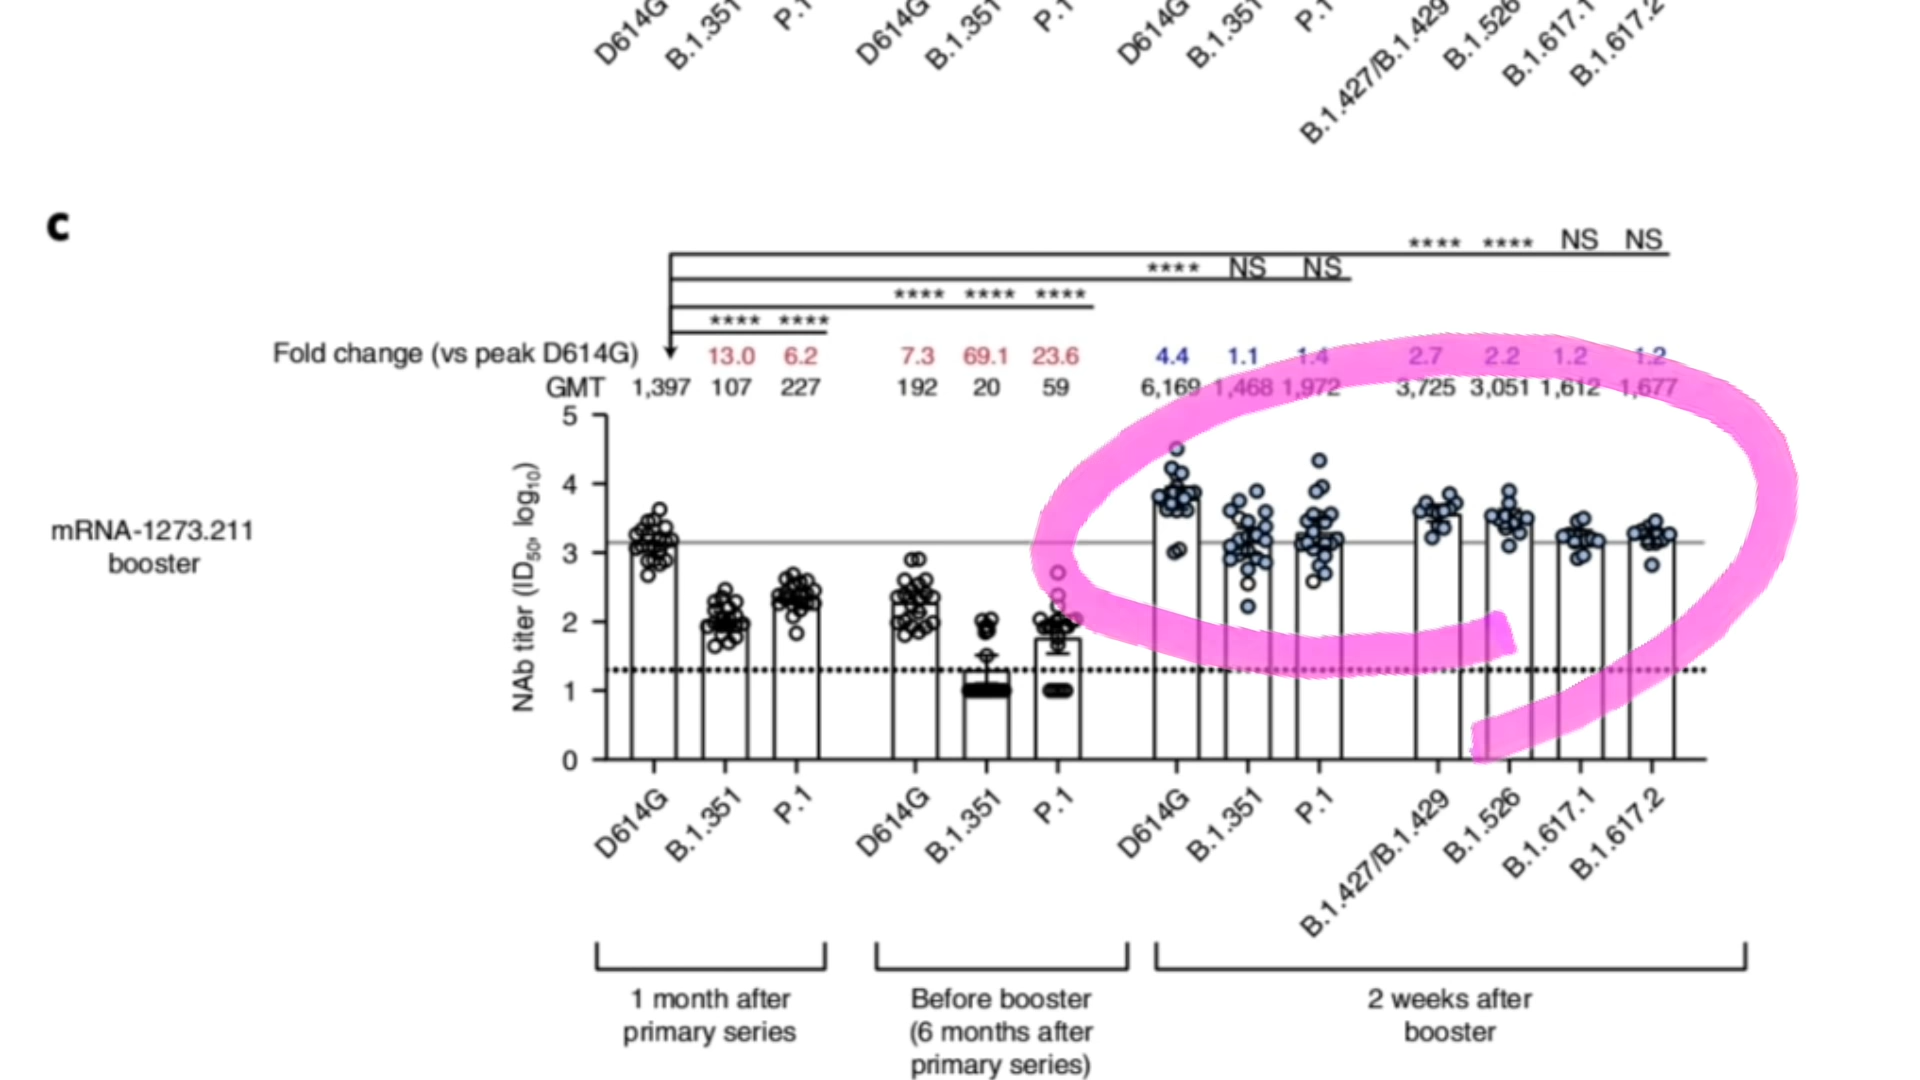 D614G B.1.351 P.1 D614G B.1.351 P.1 D614G B.1.351 P.1 B.1.427/B.1.429 B.1.526 B.1.617.1 B.1.617.2
c
**** **** NS NS
**** NS NS
**** **** ****
**** ****
Fold change (vs peak D614G) 13.0 6.2 7.3 69.1 23.6 4.4 1.1 1.4 2.7 2.2 1.2 1.2
GMT 1,397 107 227 192 20 59 6,169 1,468 1,972 3,725 3,051 1,612 1,677
5
4
3
2
1
0
NAb titer (ID50, log10)
mRNA-1273.211
booster
D614G B.1.351 P.1 D614G B.1.351 P.1 D614G B.1.351 P.1 B.1.427/B.1.429 B.1.526 B.1.617.1 B.1.617.2
1 month after
primary series
Before booster
(6 months after
primary series)
2 weeks after
booster